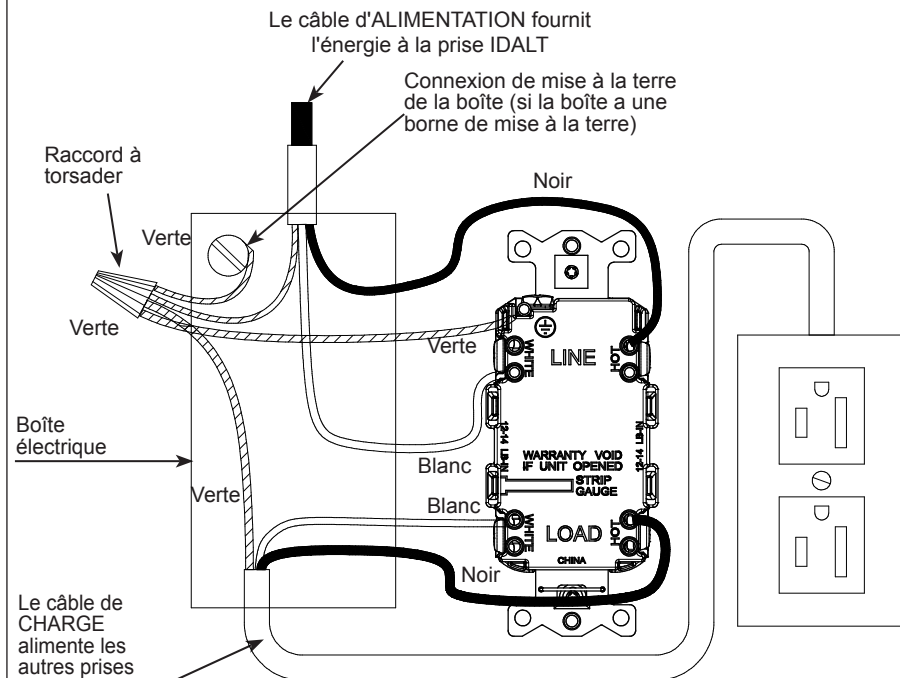 Le câble d'ALIMENTATION fournit
l'énergie à la prise IDALT
Connexion de mise à la terre
de la boîte (si la boîte a une
borne de mise à la terre)
Raccord à
torsader
Noir
Verte
Verte
Verte
WHITE
LINE
HOT
Boîte
électrique
12-14 LB-IN
12-14 LB-IN
WARRANTY VOID
IF UNIT OPENED
STRIP
GAUGE
Blanc
Verte
Blanc
WHITE
LOAD
HOT
CHINA
Noir
Le câble de
CHARGE
alimente les
autres prises